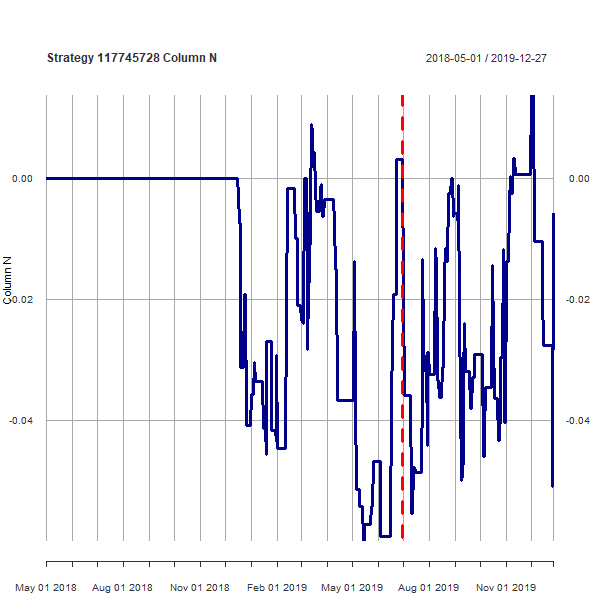 Strategy 117745728 Column N
2018-05-01 / 2019-12-27
0.00 0.00
Column N
-0.02 -0.02
-0.04 -0.04
May 01 2018 Aug 01 2018 Nov 01 2018 Feb 01 2019 May 01 2019 Aug 01 2019 Nov 01 2019